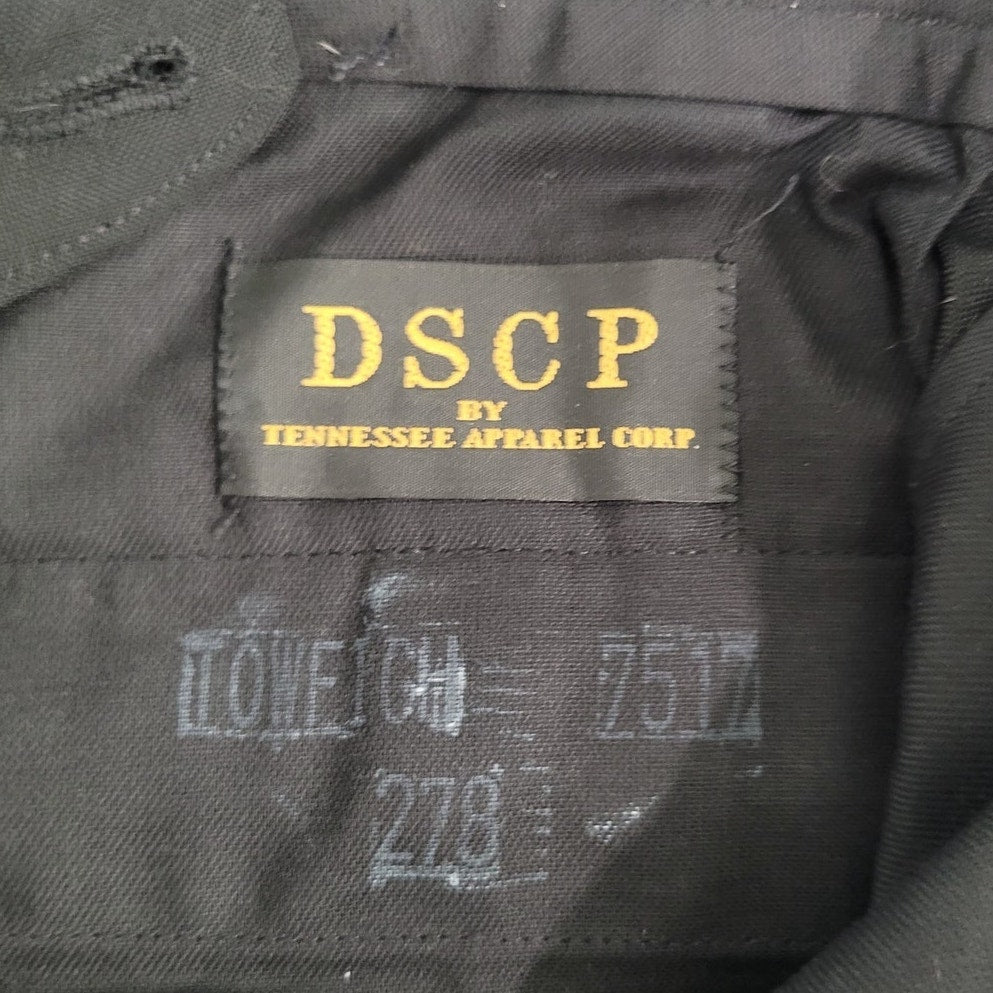 DSCP
BY
TENNESSEE APPAREL CORP.
7517
278